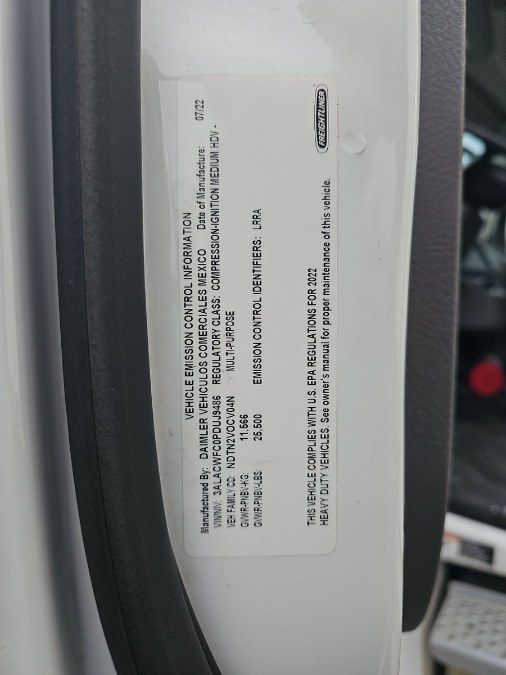 VEHICLE EMISSION CONTROL INFORMATION
Manufactured By: DAIMLER VEHICULOS COMERCIALES MEXICO Date of Manufacture: 07/22
VIN/NIV: 3ALACWFC0PDUJ9486 REGULATORY CLASS: COMPRESSION-IGNITION MEDIUM HDV -
VEH FAMILY CD: NDTN2VOCV04N MULTI-PURPOSE
GVWR-PNBV-KG: 11,566
GVWR-PNBV-LBS: 25,500 EMISSION CONTROL IDENTIFIERS: LRRA
THIS VEHICLE COMPLIES WITH U.S. EPA REGULATIONS FOR 2022
HEAVY DUTY VEHICLES. See owner's manual for proper maintenance of this vehicle.
FREIGHTLINER